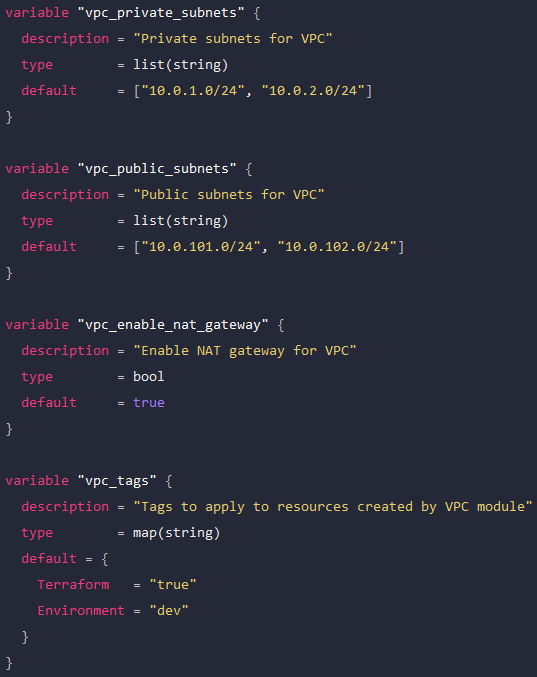 variable "vpc_private_subnets" {
  description = "Private subnets for VPC"
  type        = list(string)
  default     = ["10.0.1.0/24", "10.0.2.0/24"]
}

variable "vpc_public_subnets" {
  description = "Public subnets for VPC"
  type        = list(string)
  default     = ["10.0.101.0/24", "10.0.102.0/24"]
}

variable "vpc_enable_nat_gateway" {
  description = "Enable NAT gateway for VPC"
  type        = bool
  default     = true
}

variable "vpc_tags" {
  description = "Tags to apply to resources created by VPC module"
  type        = map(string)
  default = {
    Terraform   = "true"
    Environment = "dev"
  }
}